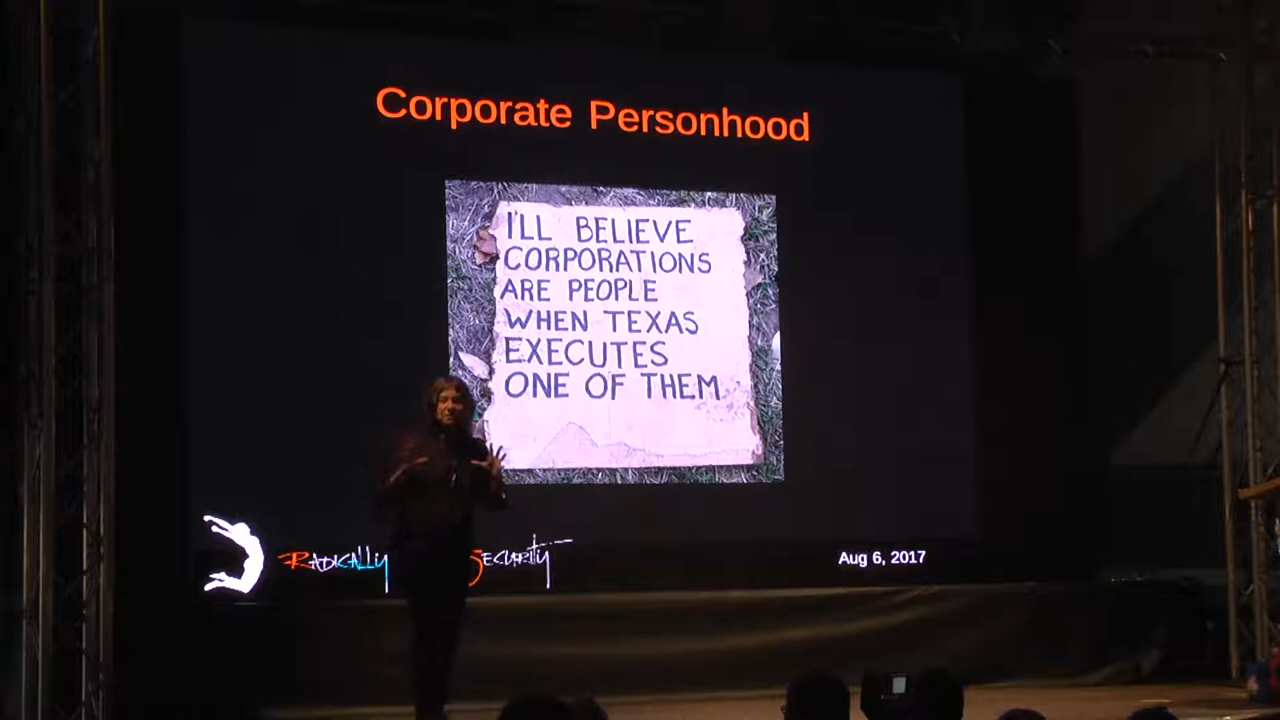 Corporate Personhood
I'LL BELIEVE
CORPORATIONS
ARE PEOPLE
WHEN TEXAS
EXECUTES
ONE OF THEM
RADICALLY SECURITY
Aug 6, 2017